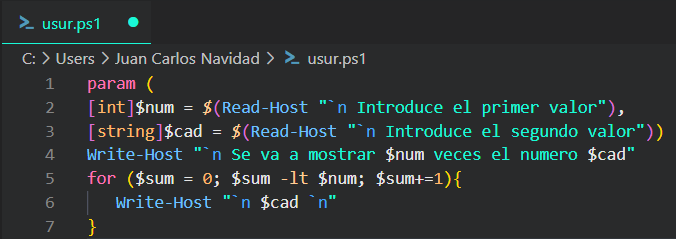 usur.ps1
C: > Users > Juan Carlos Navidad > usur.ps1
1 param (
2 [int]$num = $(Read-Host "`n Introduce el primer valor"),
3 [string]$cad = $(Read-Host "`n Introduce el segundo valor"))
4 Write-Host "`n Se va a mostrar $num veces el numero $cad"
5 for ($sum = 0; $sum -lt $num; $sum+=1){
6 Write-Host "`n $cad `n"
7 }